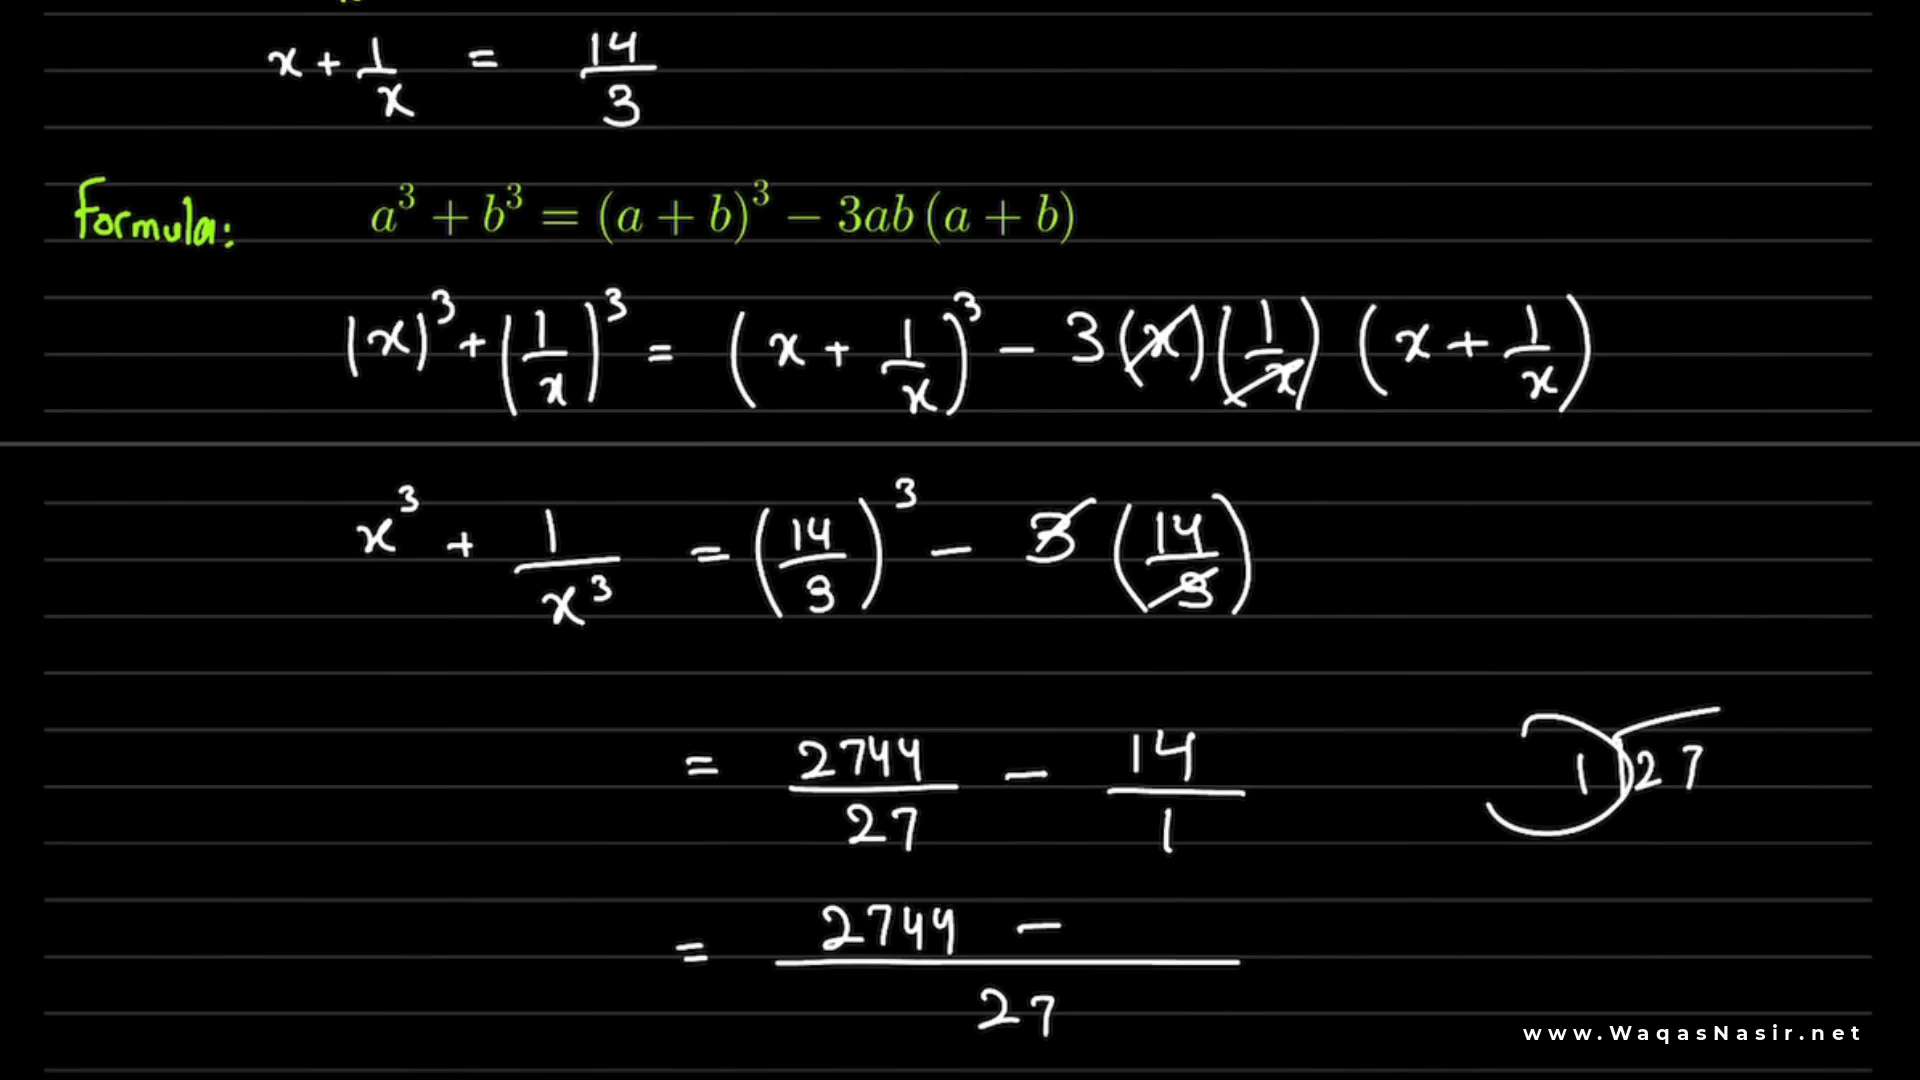 x + 1/x = 14/3
Formula: a³ + b³ = (a + b)³ − 3ab (a + b)
(x)³ + (1/x)³ = (x + 1/x)³ − 3(x)(1/x) (x + 1/x)
x³ + 1/x³ = (14/3)³ − 3 (14/3)
= 2744/27 − 14/1
1)27
= 2744 − / 27
www.WaqasNasir.net